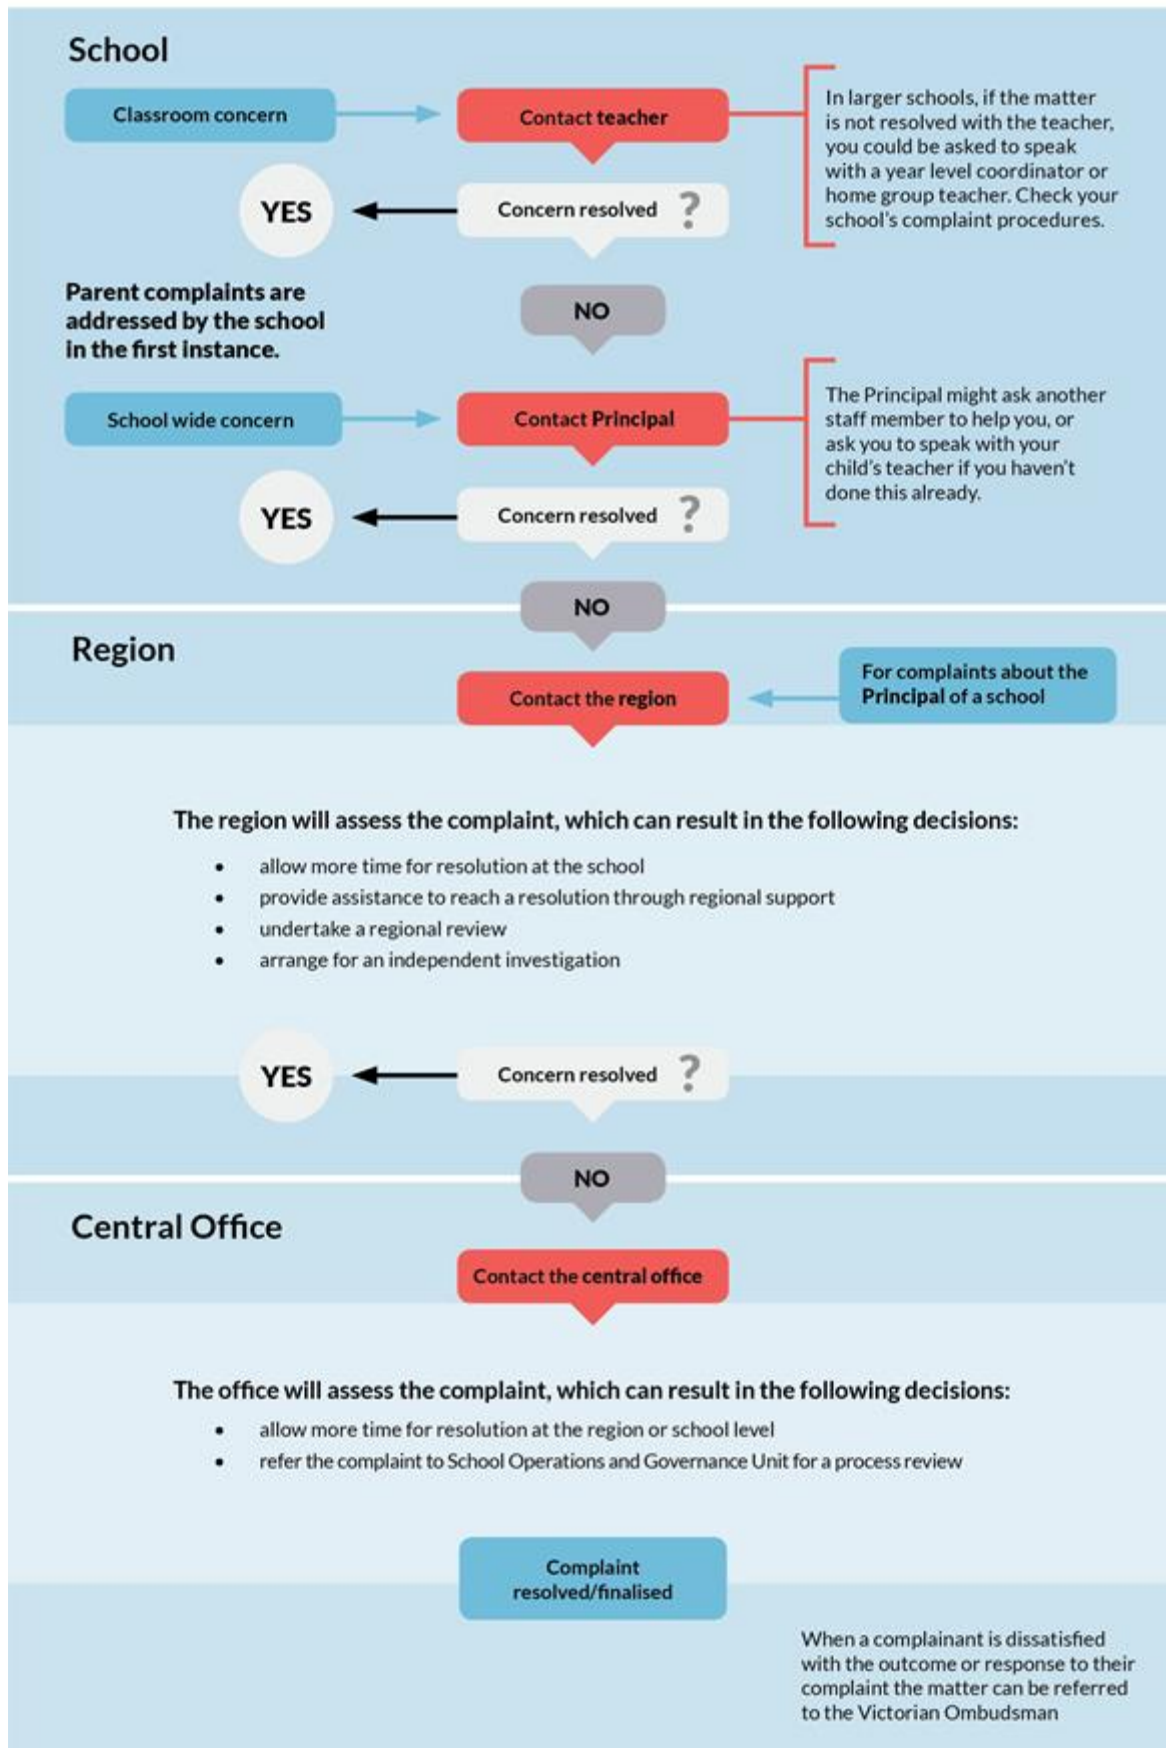 School
Classroom concern
Contact teacher
In larger schools, if the matter
is not resolved with the teacher,
you could be asked to speak
with a year level coordinator or
home group teacher. Check your
school's complaint procedures.
YES
Concern resolved ?
Parent complaints are
addressed by the school
in the first instance.
NO
School wide concern
Contact Principal
The Principal might ask another
staff member to help you, or
ask you to speak with your
child's teacher if you haven't
done this already.
YES
Concern resolved ?
NO
Region
Contact the region
For complaints about the
Principal of a school
The region will assess the complaint, which can result in the following decisions:
• allow more time for resolution at the school
• provide assistance to reach a resolution through regional support
• undertake a regional review
• arrange for an independent investigation
YES
Concern resolved ?
NO
Central Office
Contact the central office
The office will assess the complaint, which can result in the following decisions:
• allow more time for resolution at the region or school level
• refer the complaint to School Operations and Governance Unit for a process review
Complaint
resolved/finalised
When a complainant is dissatisfied
with the outcome or response to their
complaint the matter can be referred
to the Victorian Ombudsman